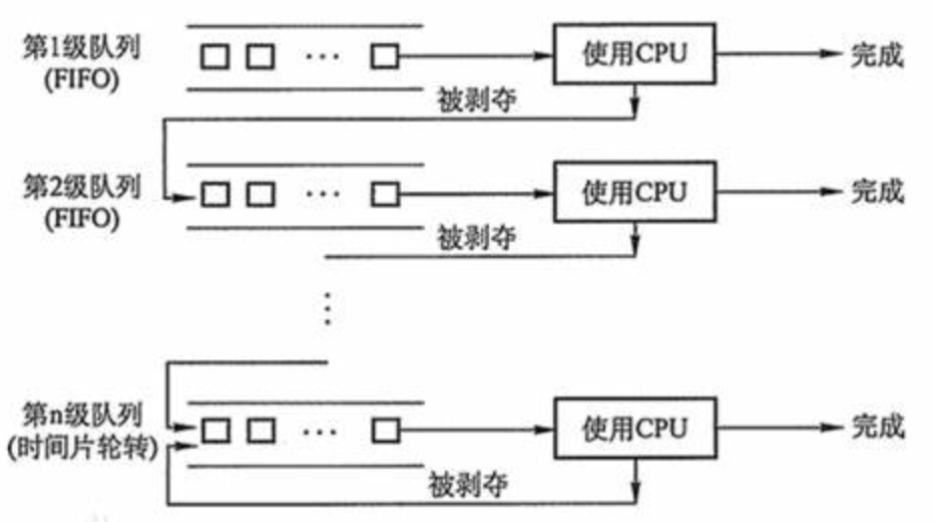 第1级队列
(FIFO)
··· 使用CPU 完成
被剥夺
第2级队列
(FIFO)
··· 使用CPU 完成
被剥夺
第n级队列
(时间片轮转)
··· 使用CPU 完成
被剥夺